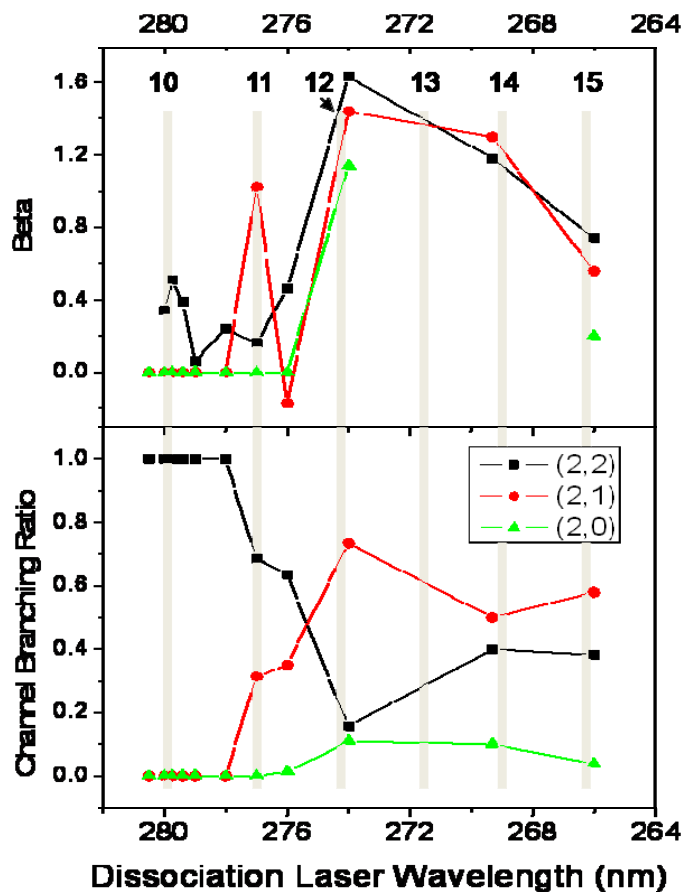 280 276 272 268 264
10 11 12 13 14 15
1.6
1.2
0.8
0.4
0.0
Beta
1.0
0.8
0.6
0.4
0.2
0.0
Channel Branching Ratio
(2,2)
(2,1)
(2,0)
280 276 272 268 264
Dissociation Laser Wavelength (nm)